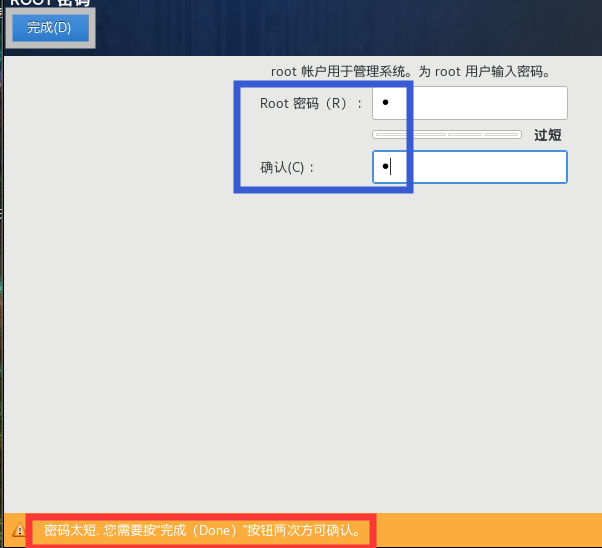 ROOT 密码
完成(D)
root 帐户用于管理系统。为 root 用户输入密码。
Root 密码（R）：
过短
确认(C)：
密码太短. 您需要按“完成（Done）”按钮两次方可确认。